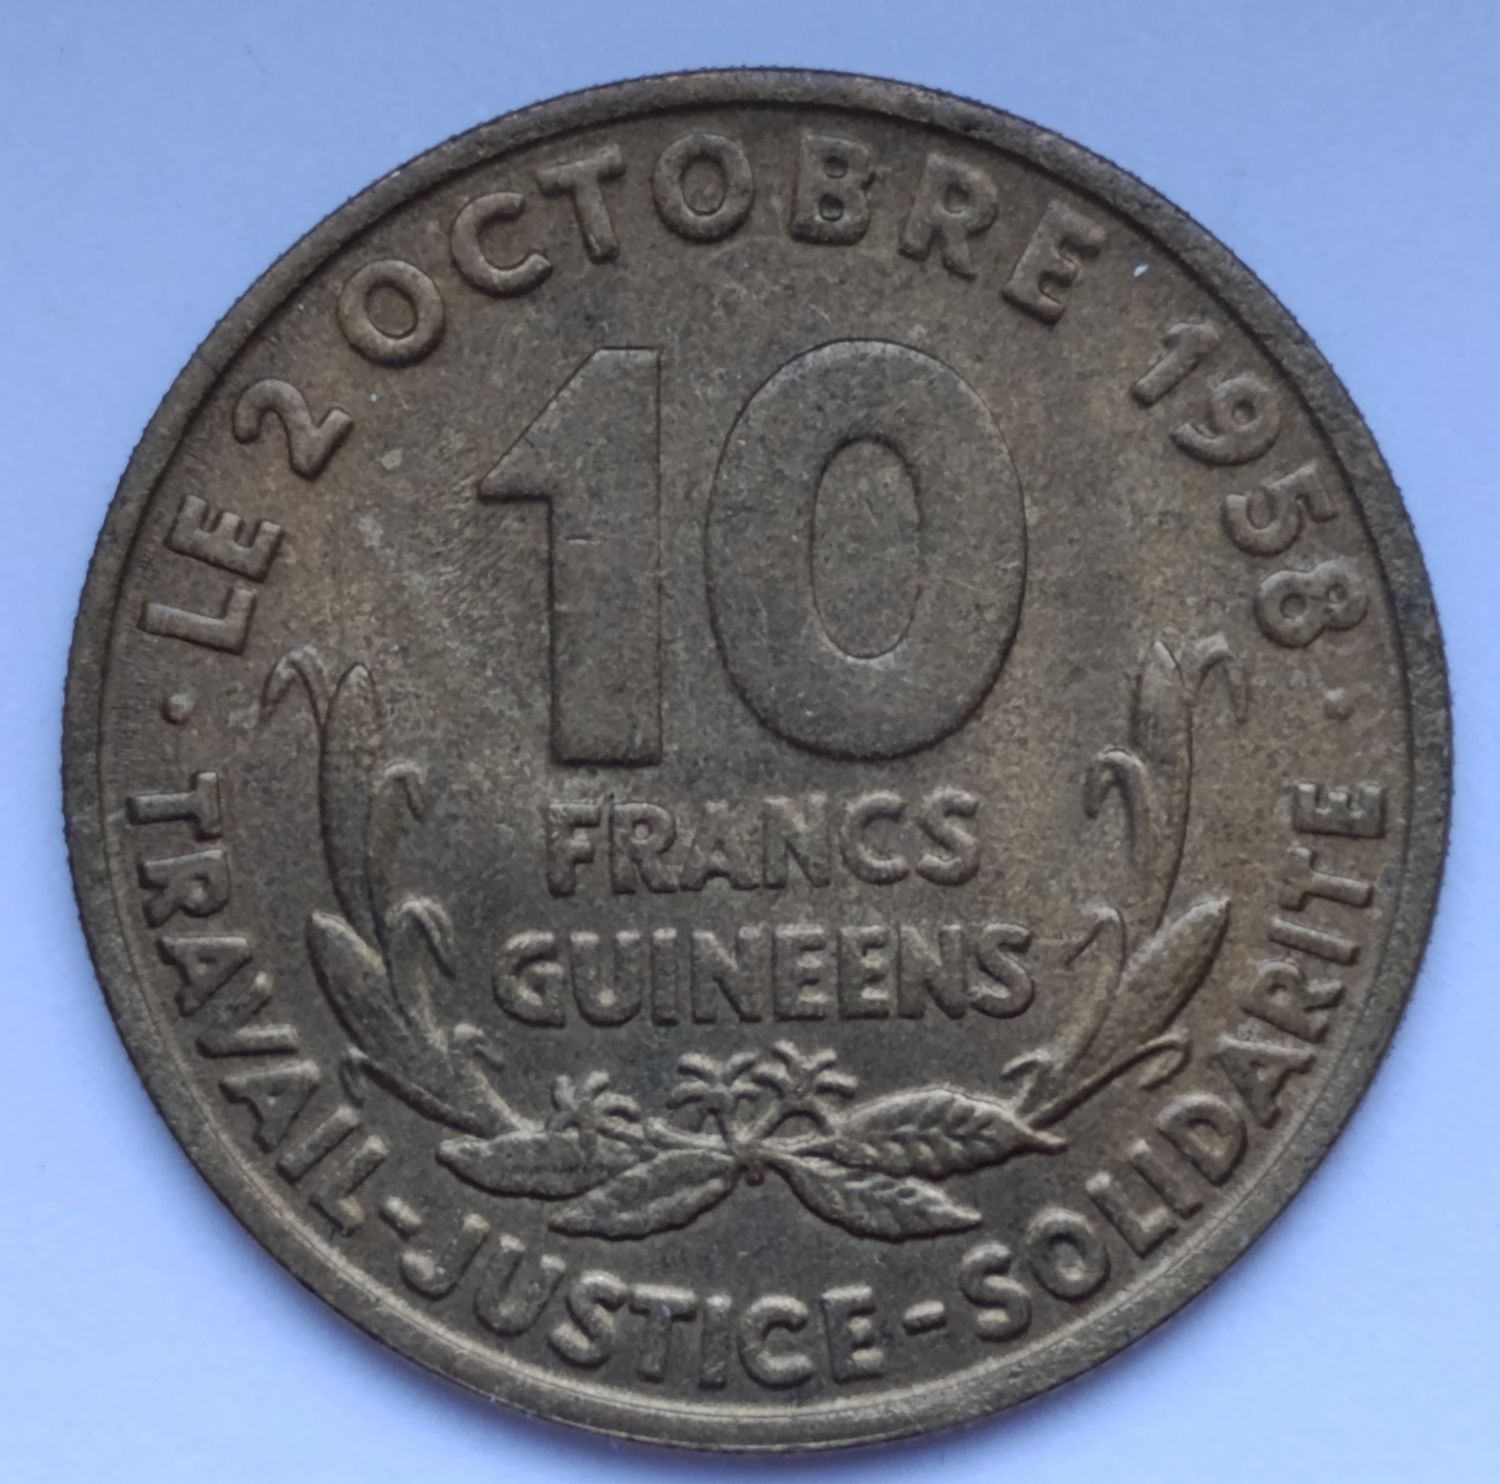 · LE 2 OCTOBRE 1958 ·
10
FRANCS
GUINEENS
TRAVAIL-JUSTICE-SOLIDARITE